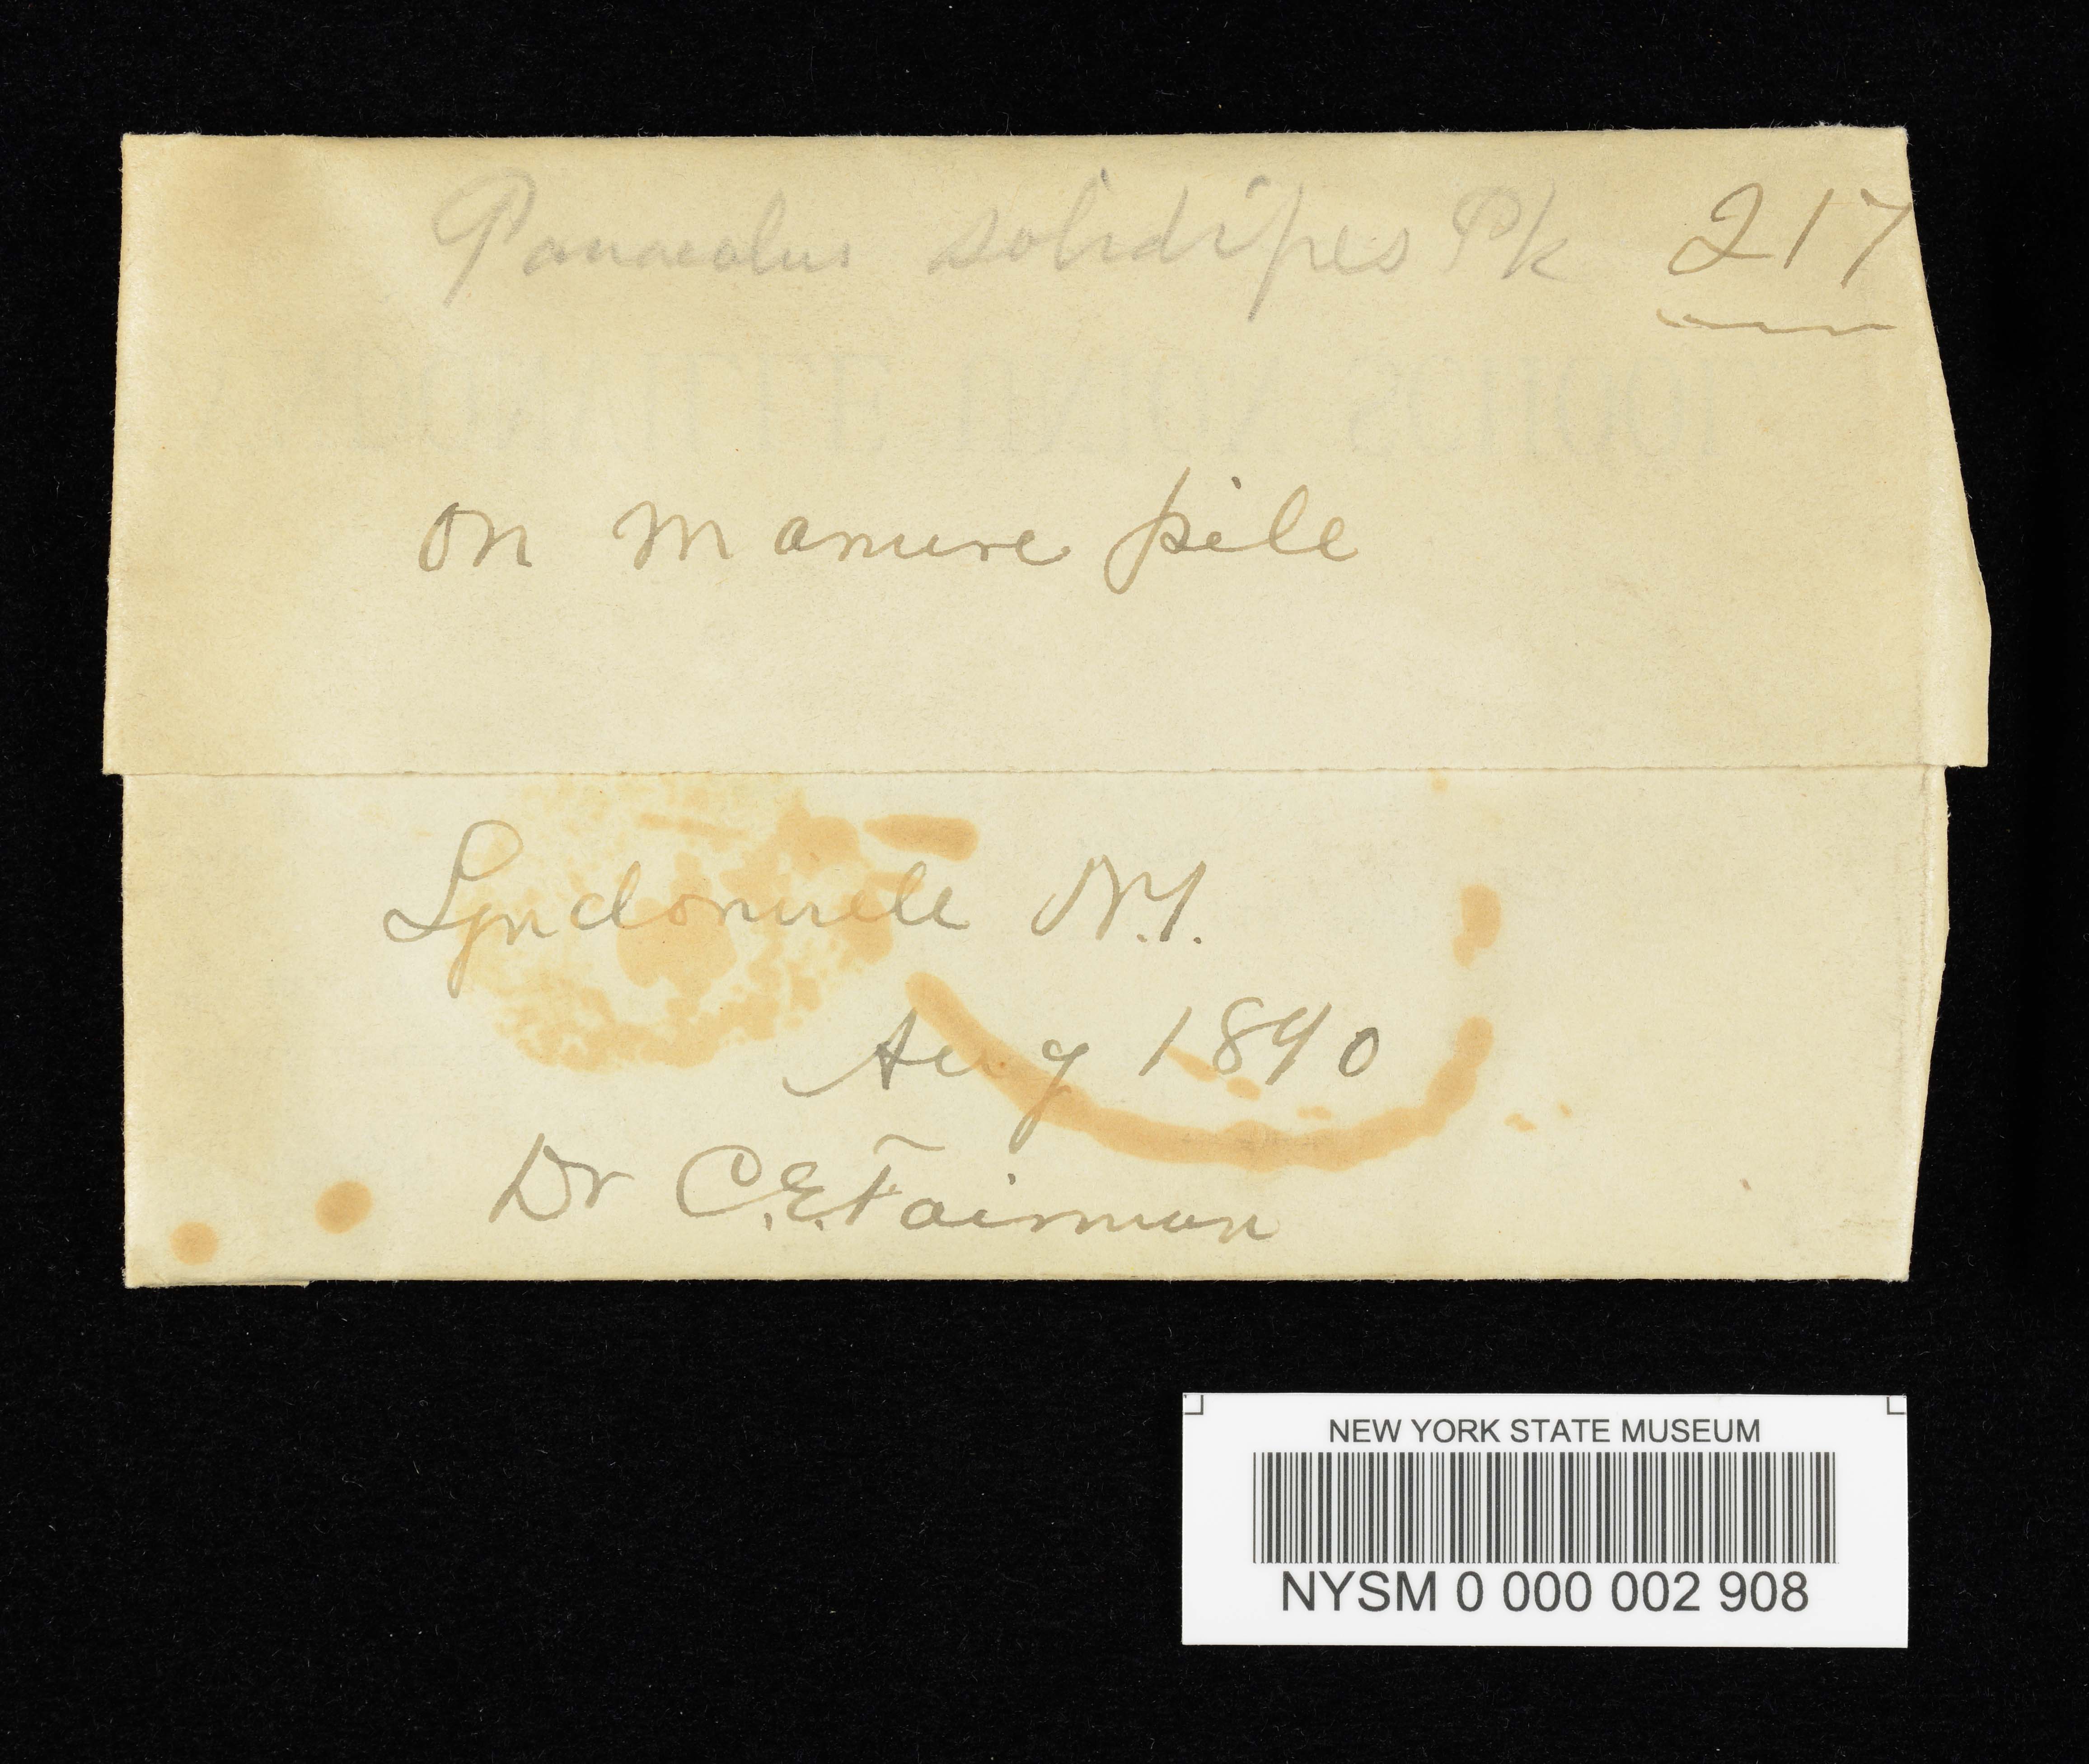 Panaeolus solidipes Pk 217
on manure pile
Lyndonville N.Y.
Aug 1890
Dr C.E. Fairman
NEW YORK STATE MUSEUM
NYSM 0 000 002 908